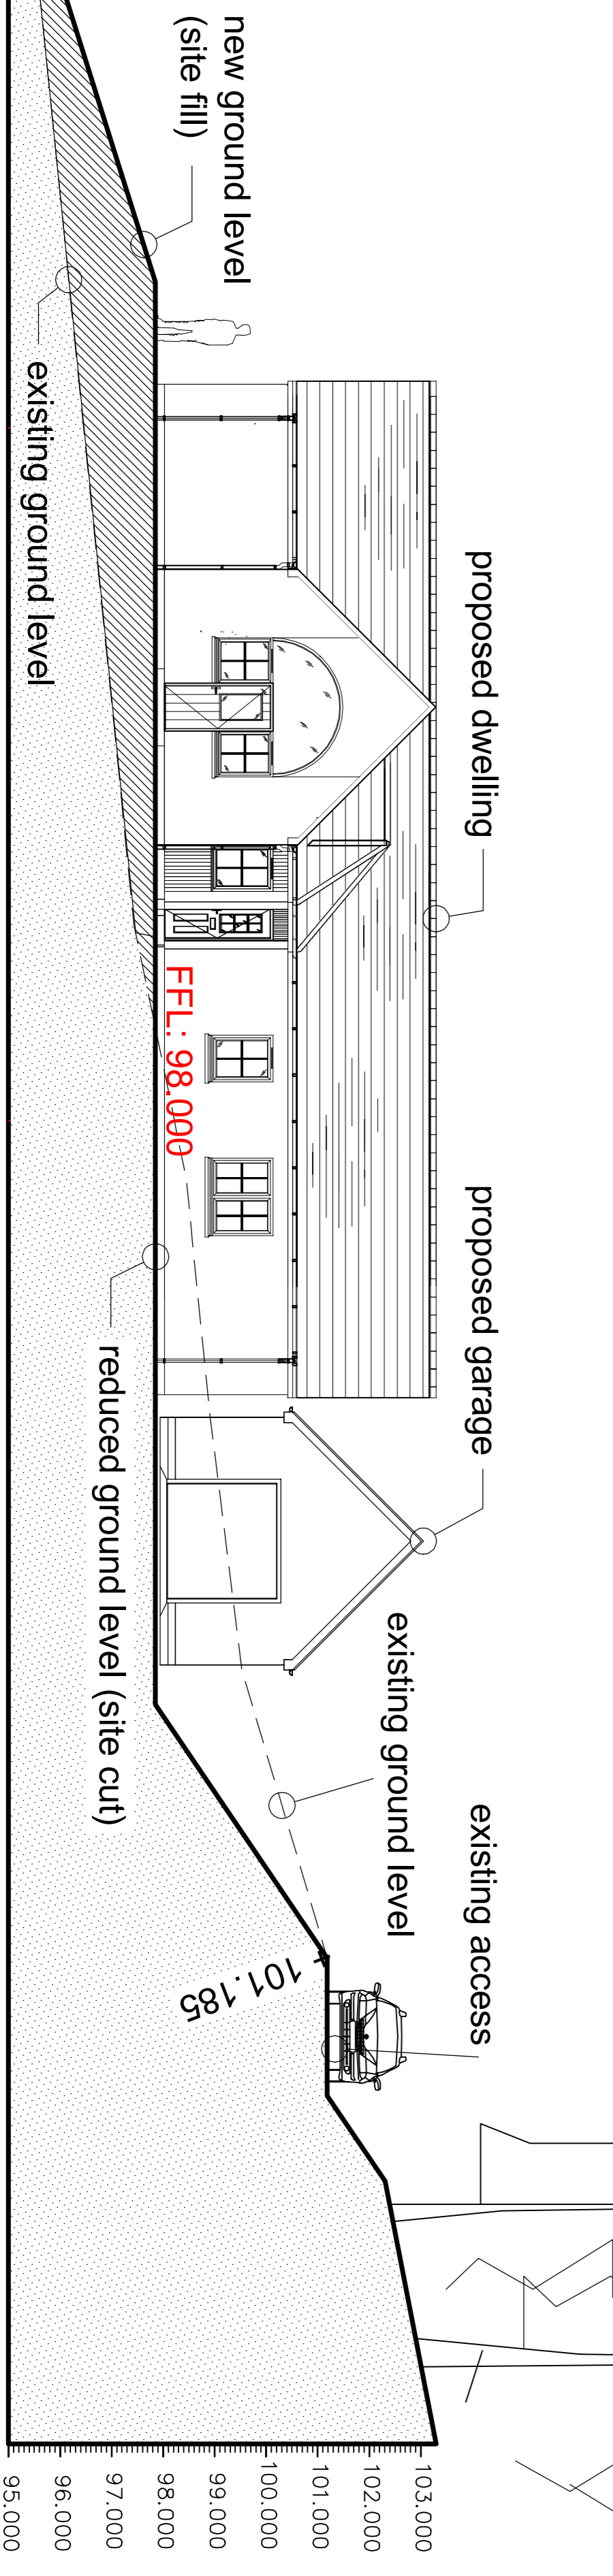 new ground level
(site fill)
existing ground level
proposed dwelling
FFL: 98.000
proposed garage
reduced ground level (site cut)
existing ground level
existing access
101.185
103.000
102.000
101.000
100.000
99.000
98.000
97.000
96.000
95.000